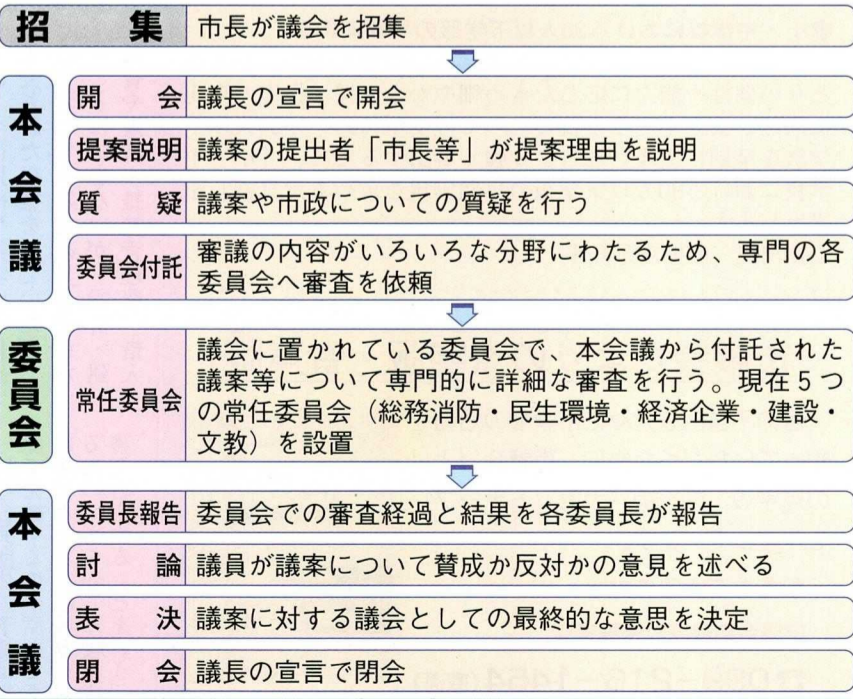 招集 市長が議会を招集
本会議
開会 議長の宣言で開会
提案説明 議案の提出者「市長等」が提案理由を説明
質疑 議案や市政についての質疑を行う
委員会付託 審議の内容がいろいろな分野にわたるため、専門の各
委員会へ審査を依頼
委員会
常任委員会 議会に置かれている委員会で、本会議から付託された
議案等について専門的に詳細な審査を行う。現在5つ
の常任委員会（総務消防・民生環境・経済企業・建設・
文教）を設置
本会議
委員長報告 委員会での審査経過と結果を各委員長が報告
討論 議員が議案について賛成か反対かの意見を述べる
表決 議案に対する議会としての最終的な意思を決定
閉会 議長の宣言で閉会